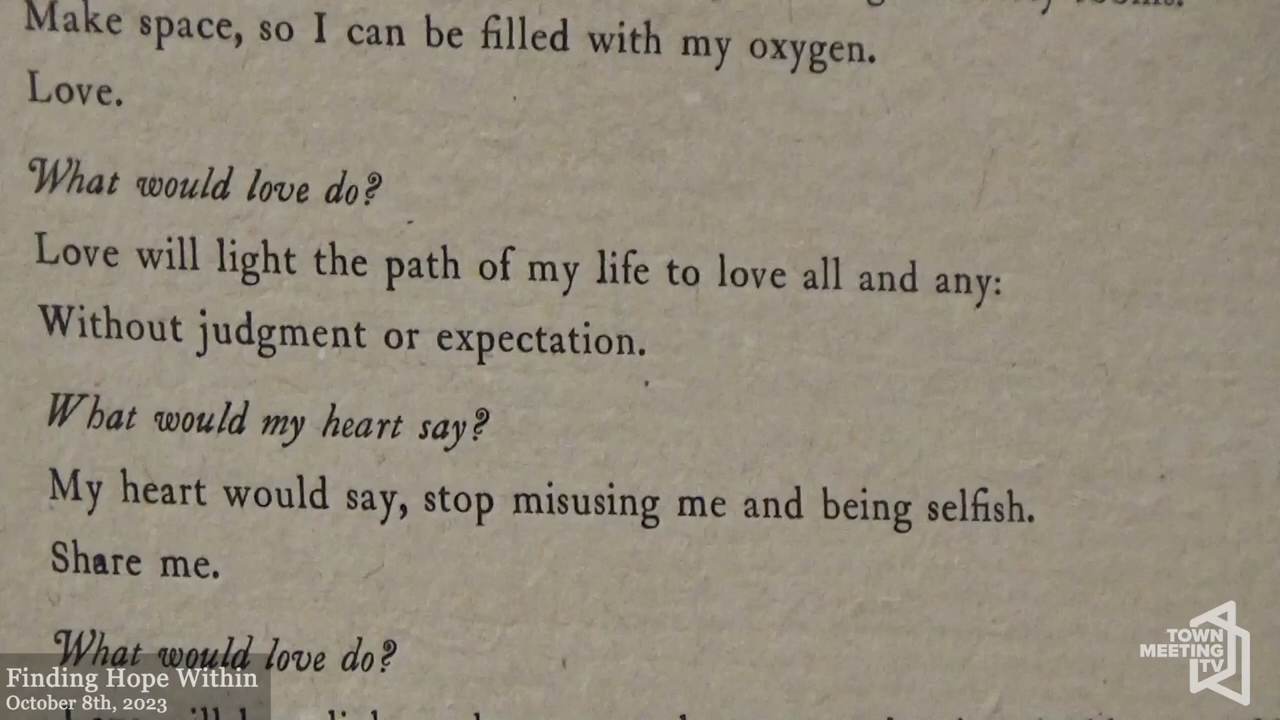 Make space, so I can be filled with my oxygen.
Love.
What would love do?
Love will light the path of my life to love all and any:
Without judgment or expectation.
What would my heart say?
My heart would say, stop misusing me and being selfish.
Share me.
What would love do?
Finding Hope Within
October 8th, 2023
TOWN
MEETING
TV